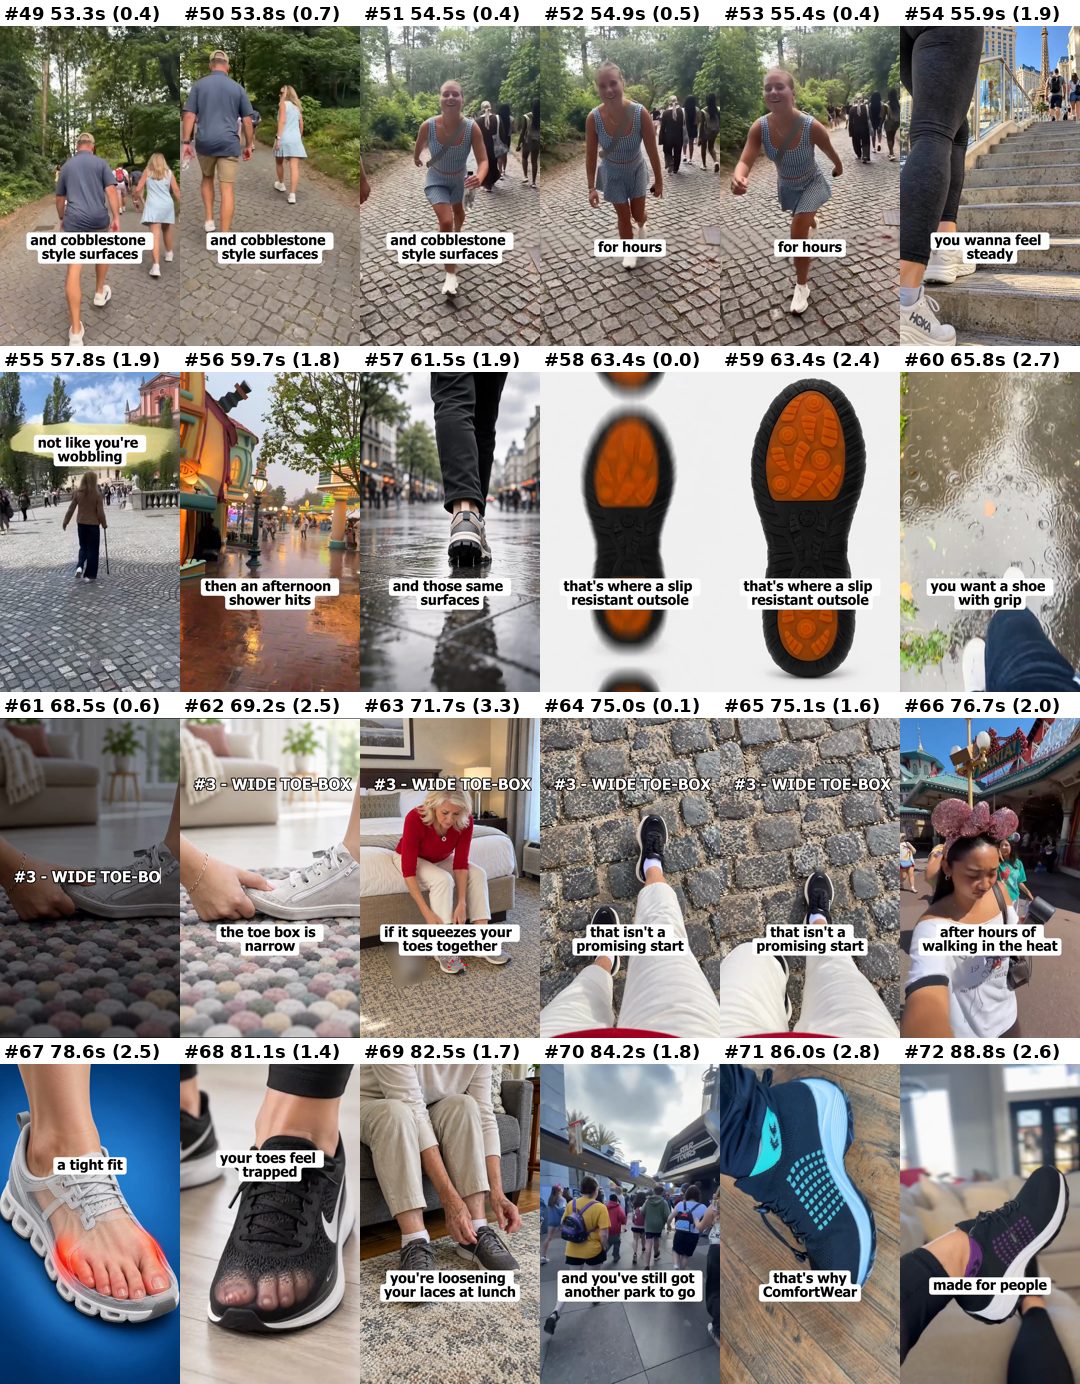 #49 53.3s (0.4)
#50 53.8s (0.7)
#51 54.5s (0.4)
#52 54.9s (0.5)
#53 55.4s (0.4)
#54 55.9s (1.9)
and cobblestone
style surfaces
and cobblestone
style surfaces
and cobblestone
style surfaces
for hours
for hours
you wanna feel
steady
HOKA
#55 57.8s (1.9)
#56 59.7s (1.8)
#57 61.5s (1.9)
#58 63.4s (0.0)
#59 63.4s (2.4)
#60 65.8s (2.7)
not like you're
wobbling
then an afternoon
shower hits
and those same
surfaces
that's where a slip
resistant outsole
that's where a slip
resistant outsole
you want a shoe
with grip
#61 68.5s (0.6)
#62 69.2s (2.5)
#63 71.7s (3.3)
#64 75.0s (0.1)
#65 75.1s (1.6)
#66 76.7s (2.0)
#3 - WIDE TOE-BO
#3 - WIDE TOE-BOX
the toe box is
narrow
#3 - WIDE TOE-BOX
if it squeezes your
toes together
#3 - WIDE TOE-BOX
that isn't a
promising start
#3 - WIDE TOE-BOX
that isn't a
promising start
after hours of
walking in the heat
#67 78.6s (2.5)
#68 81.1s (1.4)
#69 82.5s (1.7)
#70 84.2s (1.8)
#71 86.0s (2.8)
#72 88.8s (2.6)
a tight fit
your toes feel
trapped
you're loosening
your laces at lunch
STAR
TOURS
and you've still got
another park to go
that's why
ComfortWear
made for people